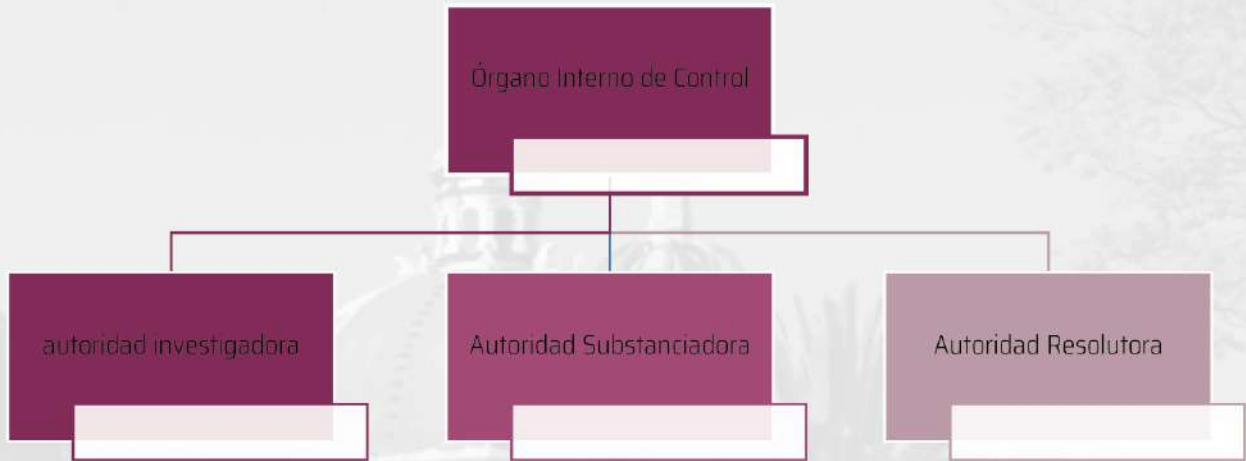 Órgano Interno de Control
autoridad investigadora
Autoridad Substanciadora
Autoridad Resolutora